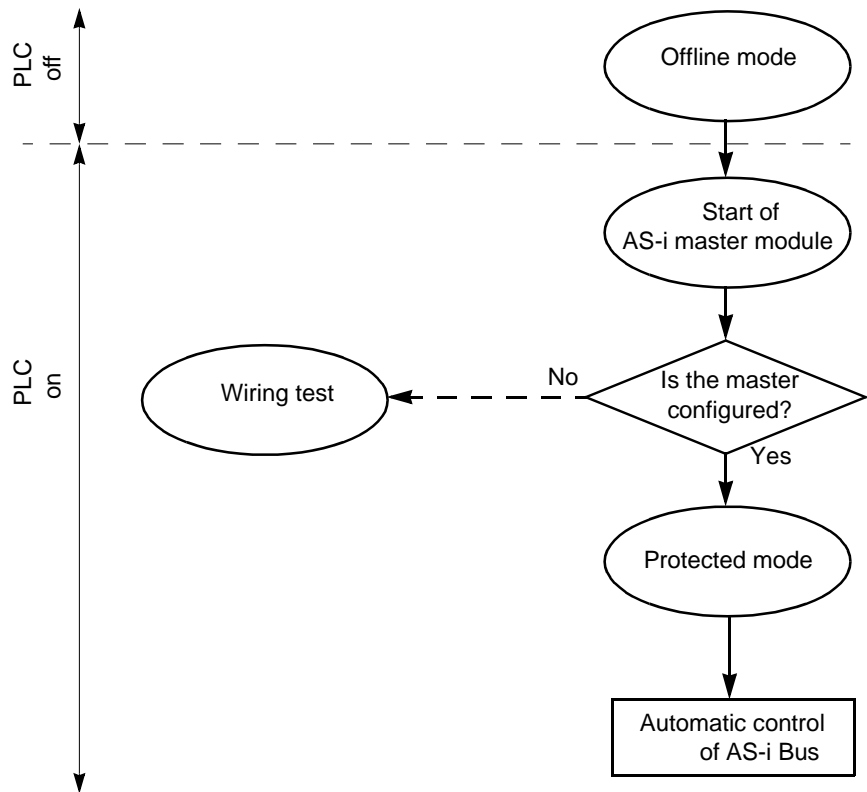 PLC
off
Offline mode
Start of
AS-i master module
PLC
on
Wiring test
No
Is the master
configured?
Yes
Protected mode
Automatic control
of AS-i Bus